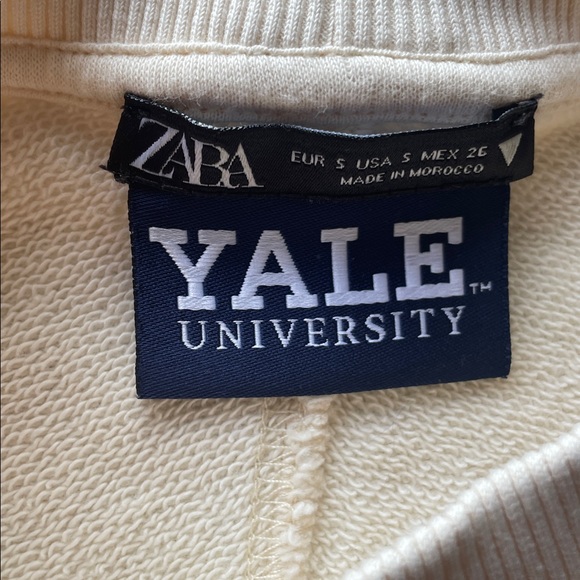 ZARA
EUR S USA S MEX 26
MADE IN MOROCCO
YALE™
UNIVERSITY